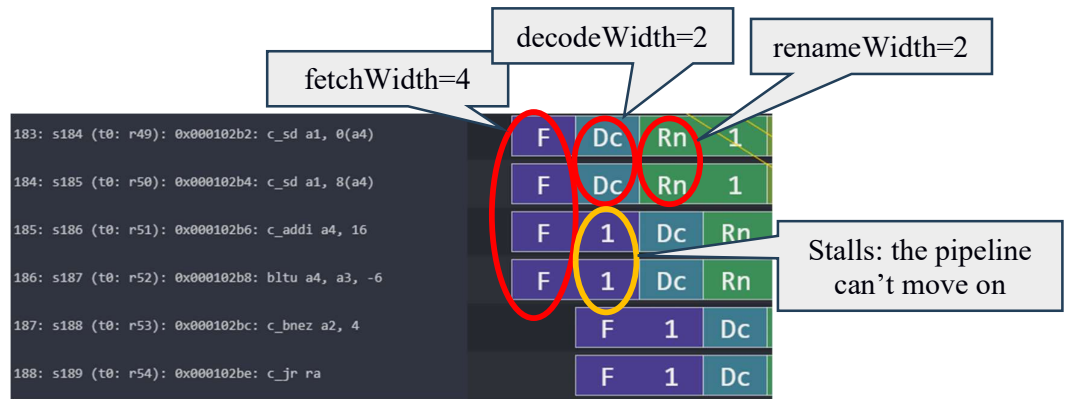 decodeWidth=2
renameWidth=2
fetchWidth=4
183: s184 (t0: r49): 0x000102b2: c_sd a1, 0(a4)
F Dc Rn 1
184: s185 (t0: r50): 0x000102b4: c_sd a1, 8(a4)
F Dc Rn 1
185: s186 (t0: r51): 0x000102b6: c_addi a4, 16
F 1 Dc Rn
186: s187 (t0: r52): 0x000102b8: bltu a4, a3, -6
F 1 Dc Rn
187: s188 (t0: r53): 0x000102bc: c_bnez a2, 4
F 1 Dc
188: s189 (t0: r54): 0x000102be: c_jr ra
F 1 Dc
Stalls: the pipeline
can't move on